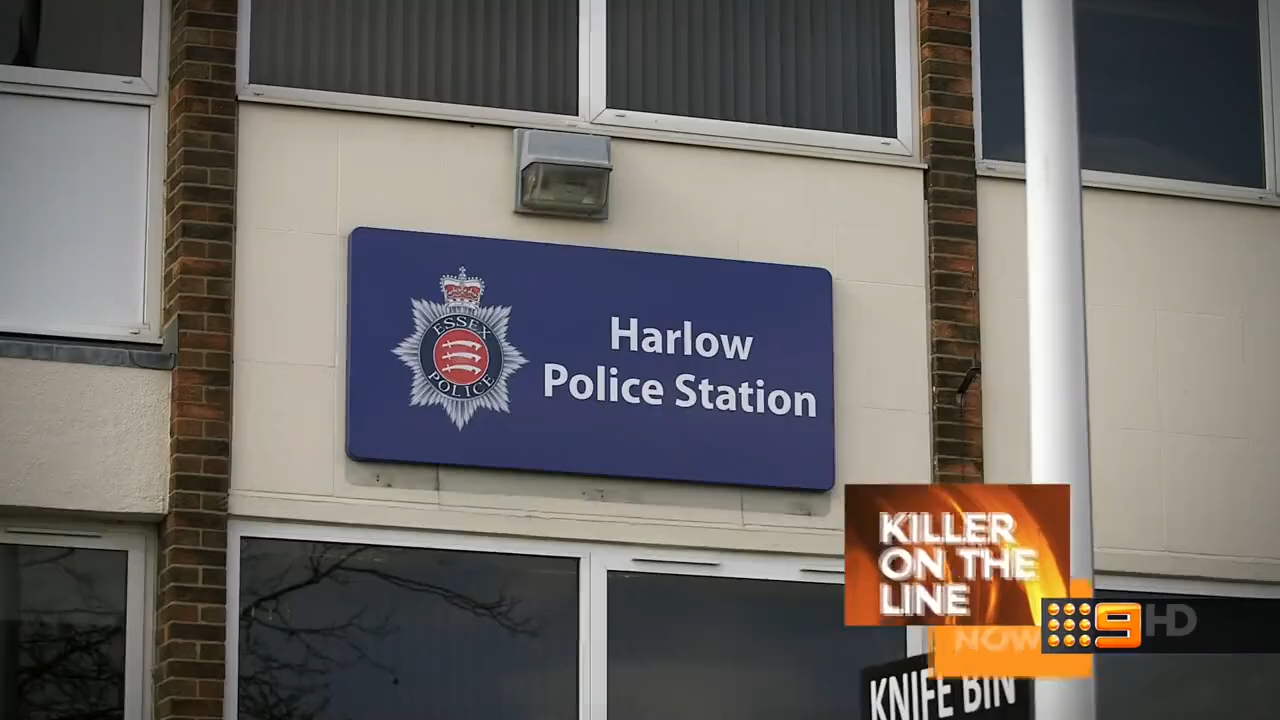 ESSEX
POLICE
Harlow
Police Station
KILLER
ON THE
LINE
NOW
9HD
KNIFE BIN